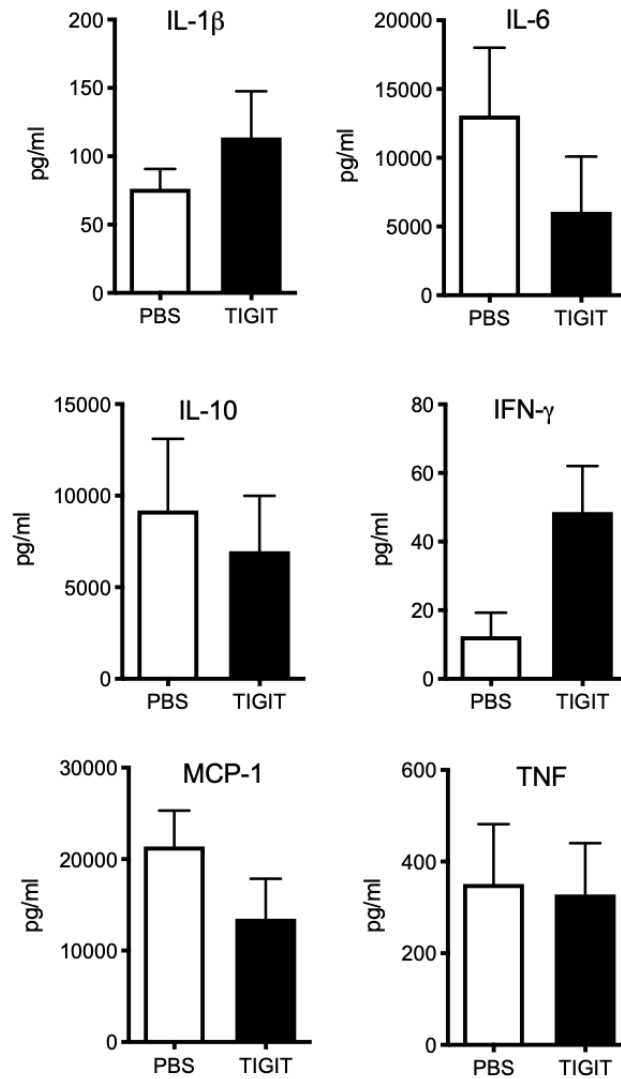 IL-1β
200
150
100
50
0
pg/ml
PBS TIGIT
IL-6
20000
15000
10000
5000
0
pg/ml
PBS TIGIT
IL-10
15000
10000
5000
0
pg/ml
PBS TIGIT
IFN-γ
80
60
40
20
0
pg/ml
PBS TIGIT
MCP-1
30000
20000
10000
0
pg/ml
PBS TIGIT
TNF
600
400
200
0
pg/ml
PBS TIGIT